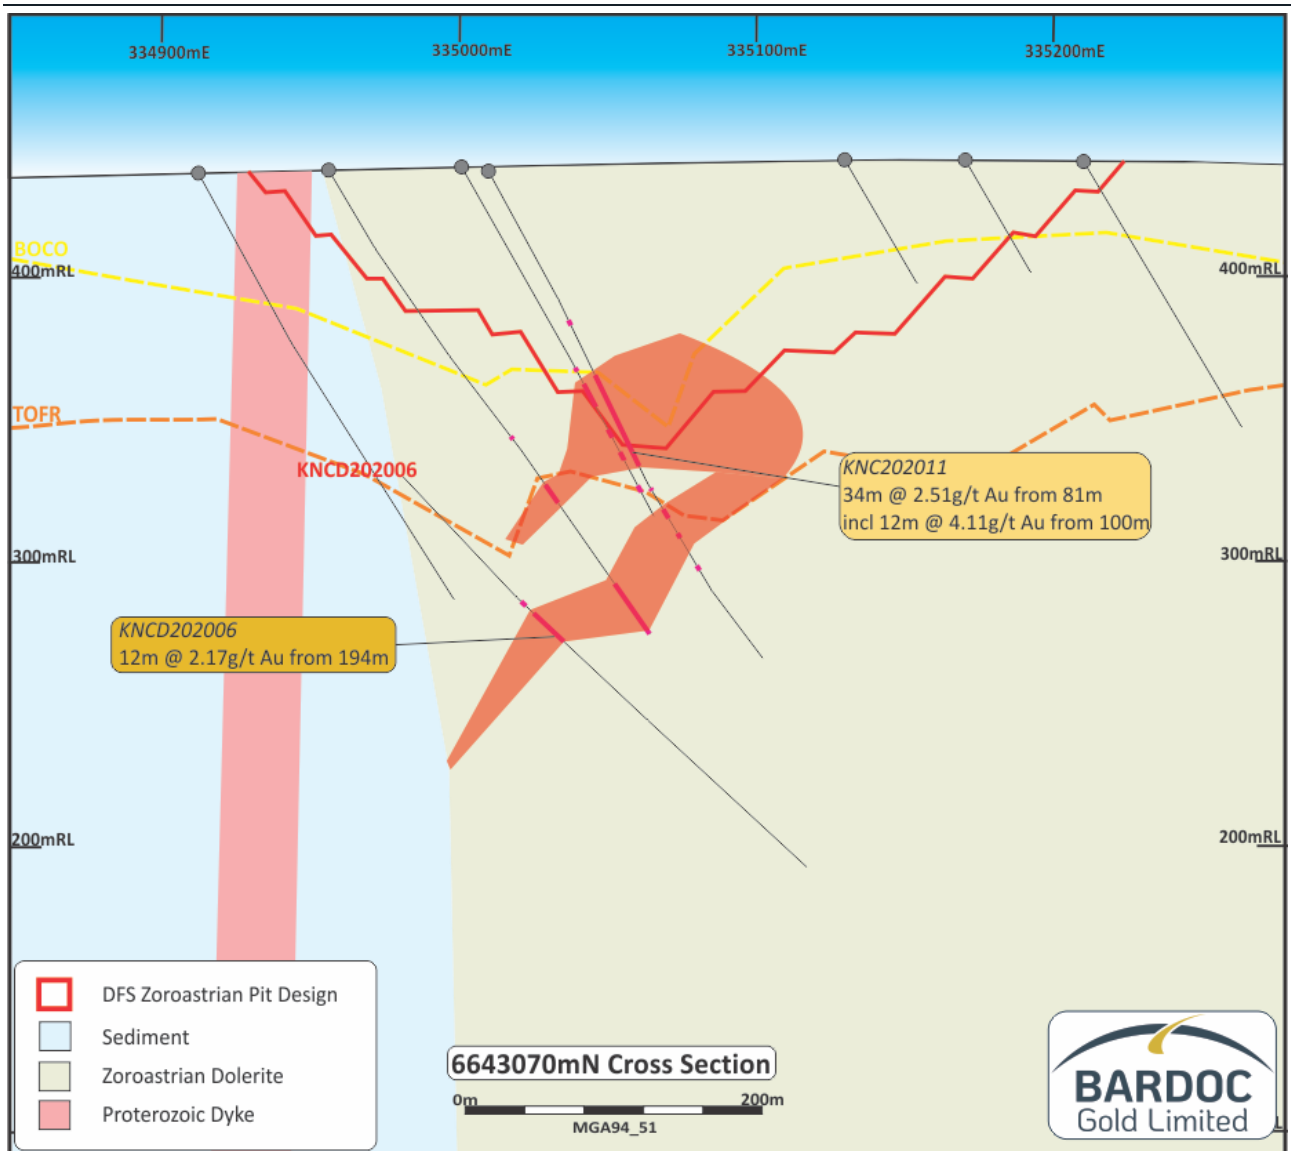 334900mE
335000mE
335100mE
335200mE
BOCO
400mRL
400mRL
TOFR
KNCD202006
KNC202011
34m @ 2.51g/t Au from 81m
incl 12m @ 4.11g/t Au from 100m
300mRL
300mRL
KNCD202006
12m @ 2.17g/t Au from 194m
200mRL
200mRL
DFS Zoroastrian Pit Design
Sediment
Zoroastrian Dolerite
Proterozoic Dyke
6643070mN Cross Section
0m
200m
MGA94_51
BARDOC
Gold Limited